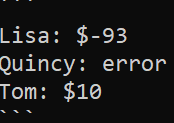 ```
Lisa: $-93
Quincy: error
Tom: $10
```